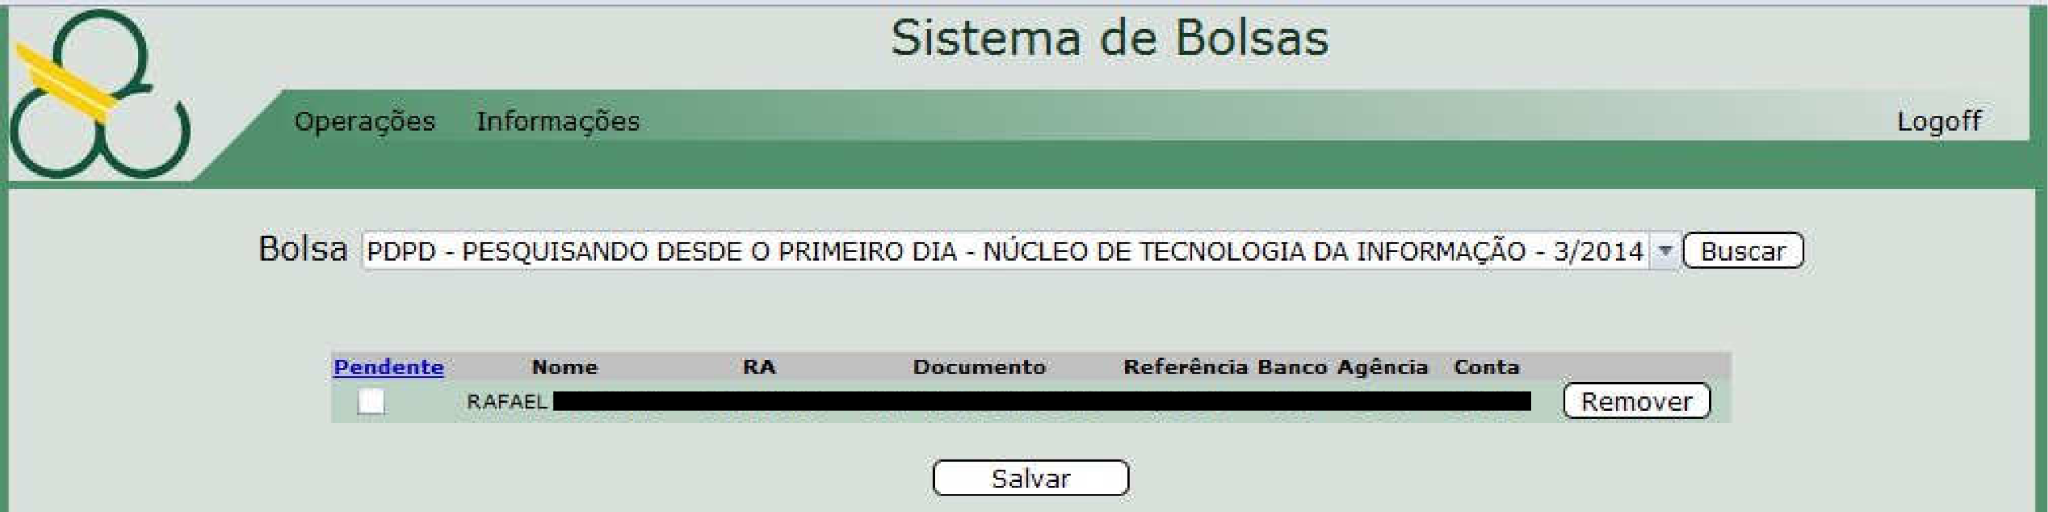 Sistema de Bolsas
Operações Informações Logoff
Bolsa PDPD - PESQUISANDO DESDE O PRIMEIRO DIA - NÚCLEO DE TECNOLOGIA DA INFORMAÇÃO - 3/2014 Buscar
Pendente Nome RA Documento Referência Banco Agência Conta
RAFAEL Remover
Salvar